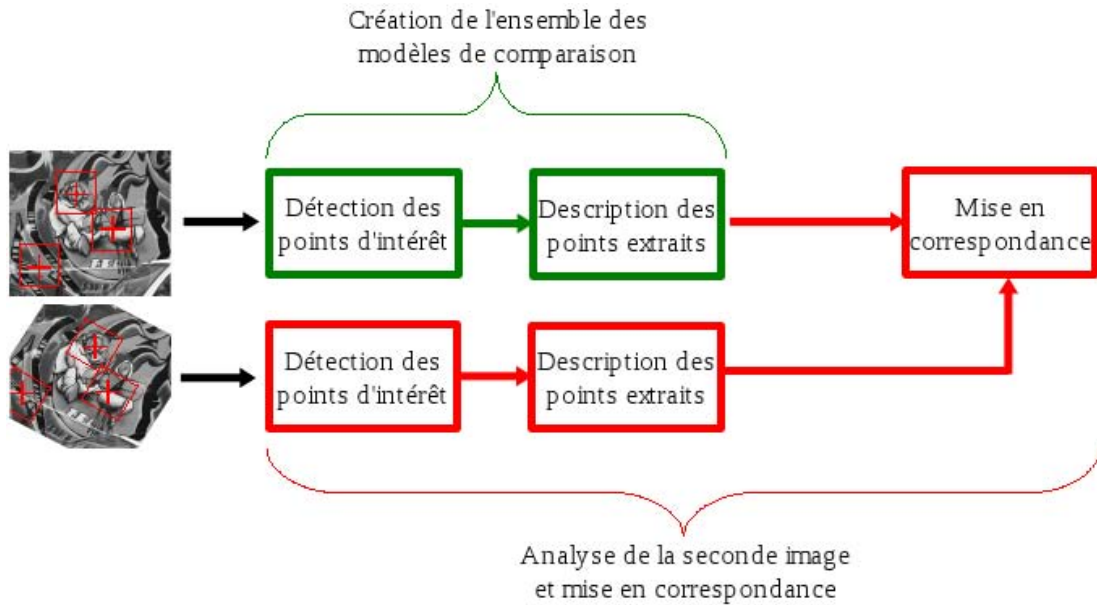 Création de l'ensemble des
modèles de comparaison
Détection des
points d'intérêt
Description des
points extraits
Mise en
correspondance
Détection des
points d'intérêt
Description des
points extraits
Analyse de la seconde image
et mise en correspondance